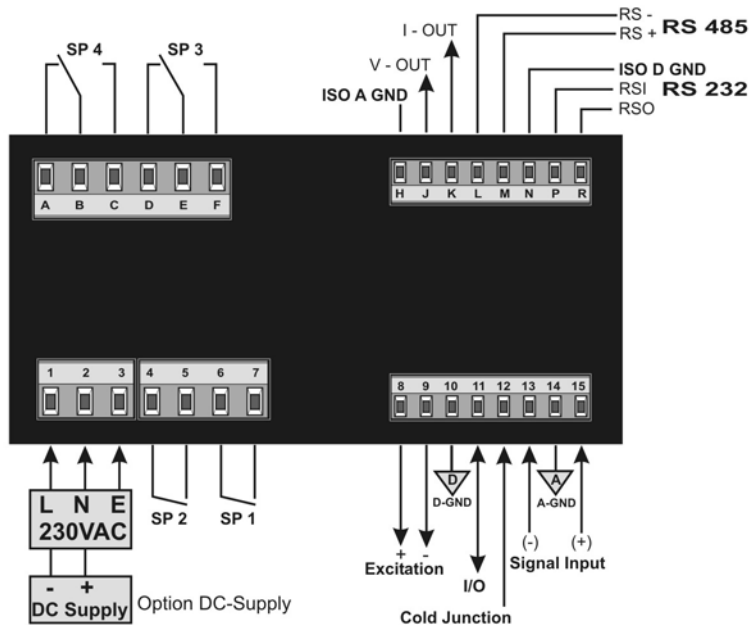 RS - RS 485
RS +
I - OUT
SP 4 SP 3
V - OUT
ISO D GND
RSI RS 232
ISO A GND
RSO
A B C D E F
H J K L M N P R
1 2 3 4 5 6 7
8 9 10 11 12 13 14 15
D A
D-GND A-GND
L N E
230VAC
SP 2 SP 1
+ - (-) (+)
Excitation Signal Input
I/O
- +
DC Supply Option DC-Supply
Cold Junction